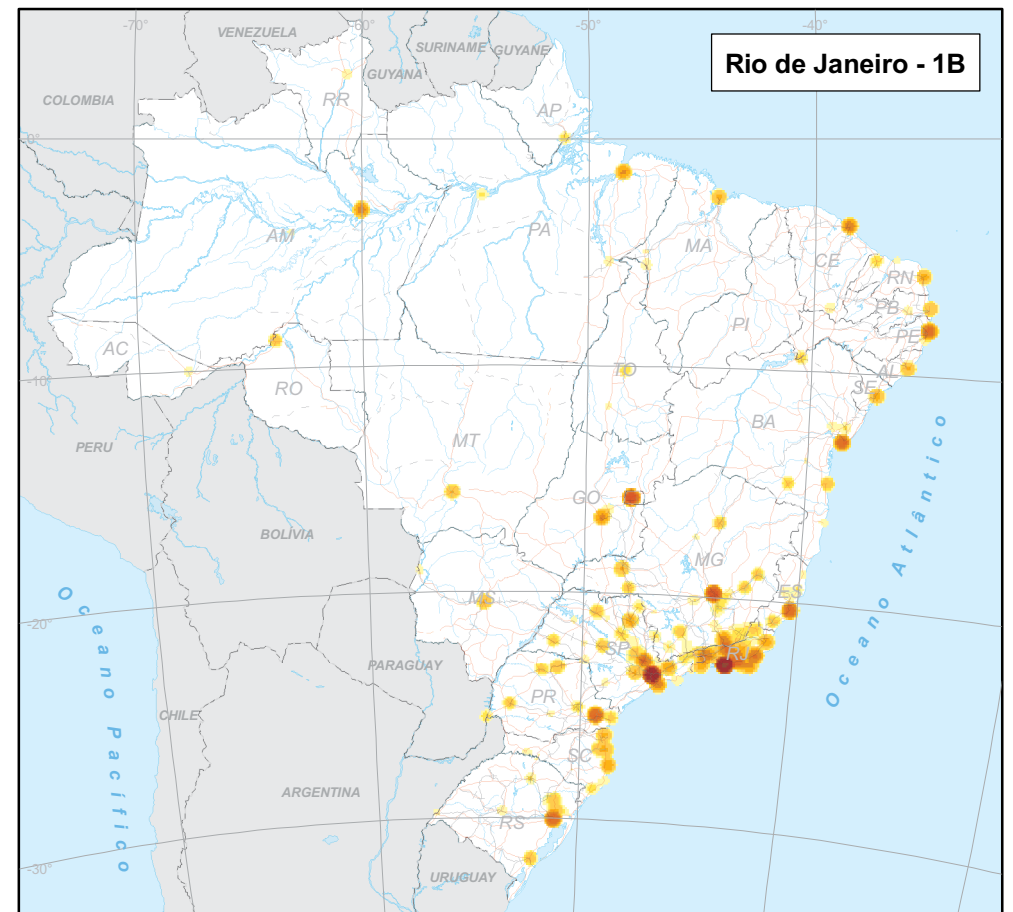 -70°
-60°
-50°
-40°
VENEZUELA
SURINAME
GUYANE
Rio de Janeiro - 1B
GUYANA
COLOMBIA
RR
AP
-0°
AM
PA
MA
CE
RN
PB
PI
PE
AC
TO
AL
-10°
RO
SE
BA
MT
PERU
GO
BOLÍVIA
Oceano Atlântico
MG
ES
MS
Oceano Pacífico
-20°
SP
RJ
PARAGUAY
PR
CHILE
SC
ARGENTINA
RS
-30°
URUGUAY